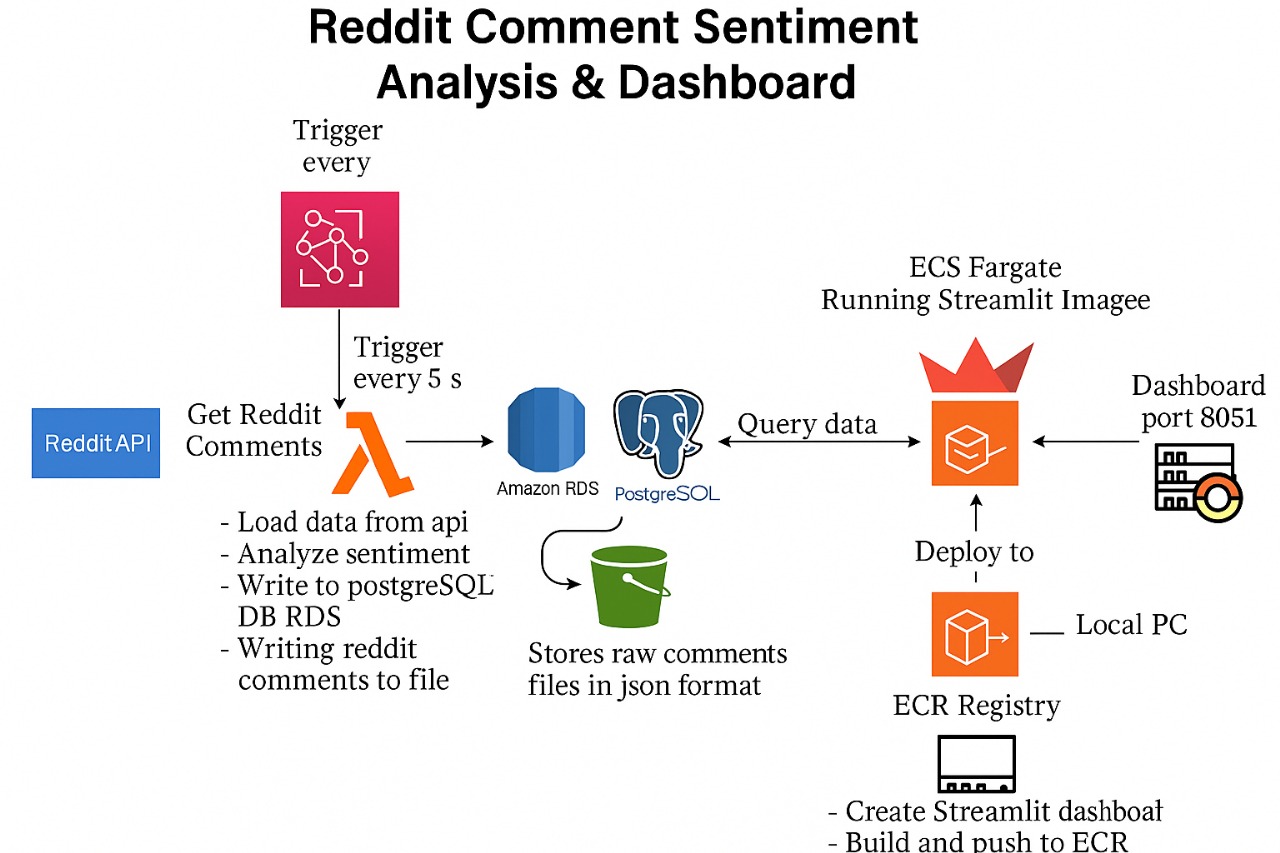 Reddit Comment Sentiment
Analysis & Dashboard
Trigger
every
Trigger
every 5 s
Reddit API
Get Reddit
Comments
- Load data from api
- Analyze sentiment
- Write to postgreSQL
DB RDS
- Writing reddit
comments to file
Amazon RDS
PostgreSQL
Stores raw comments
files in json format
Query data
ECS Fargate
Running Streamlit Imagee
Dashboard
port 8051
Deploy to
Local PC
ECR Registry
- Create Streamlit dashboat
- Build and push to ECR